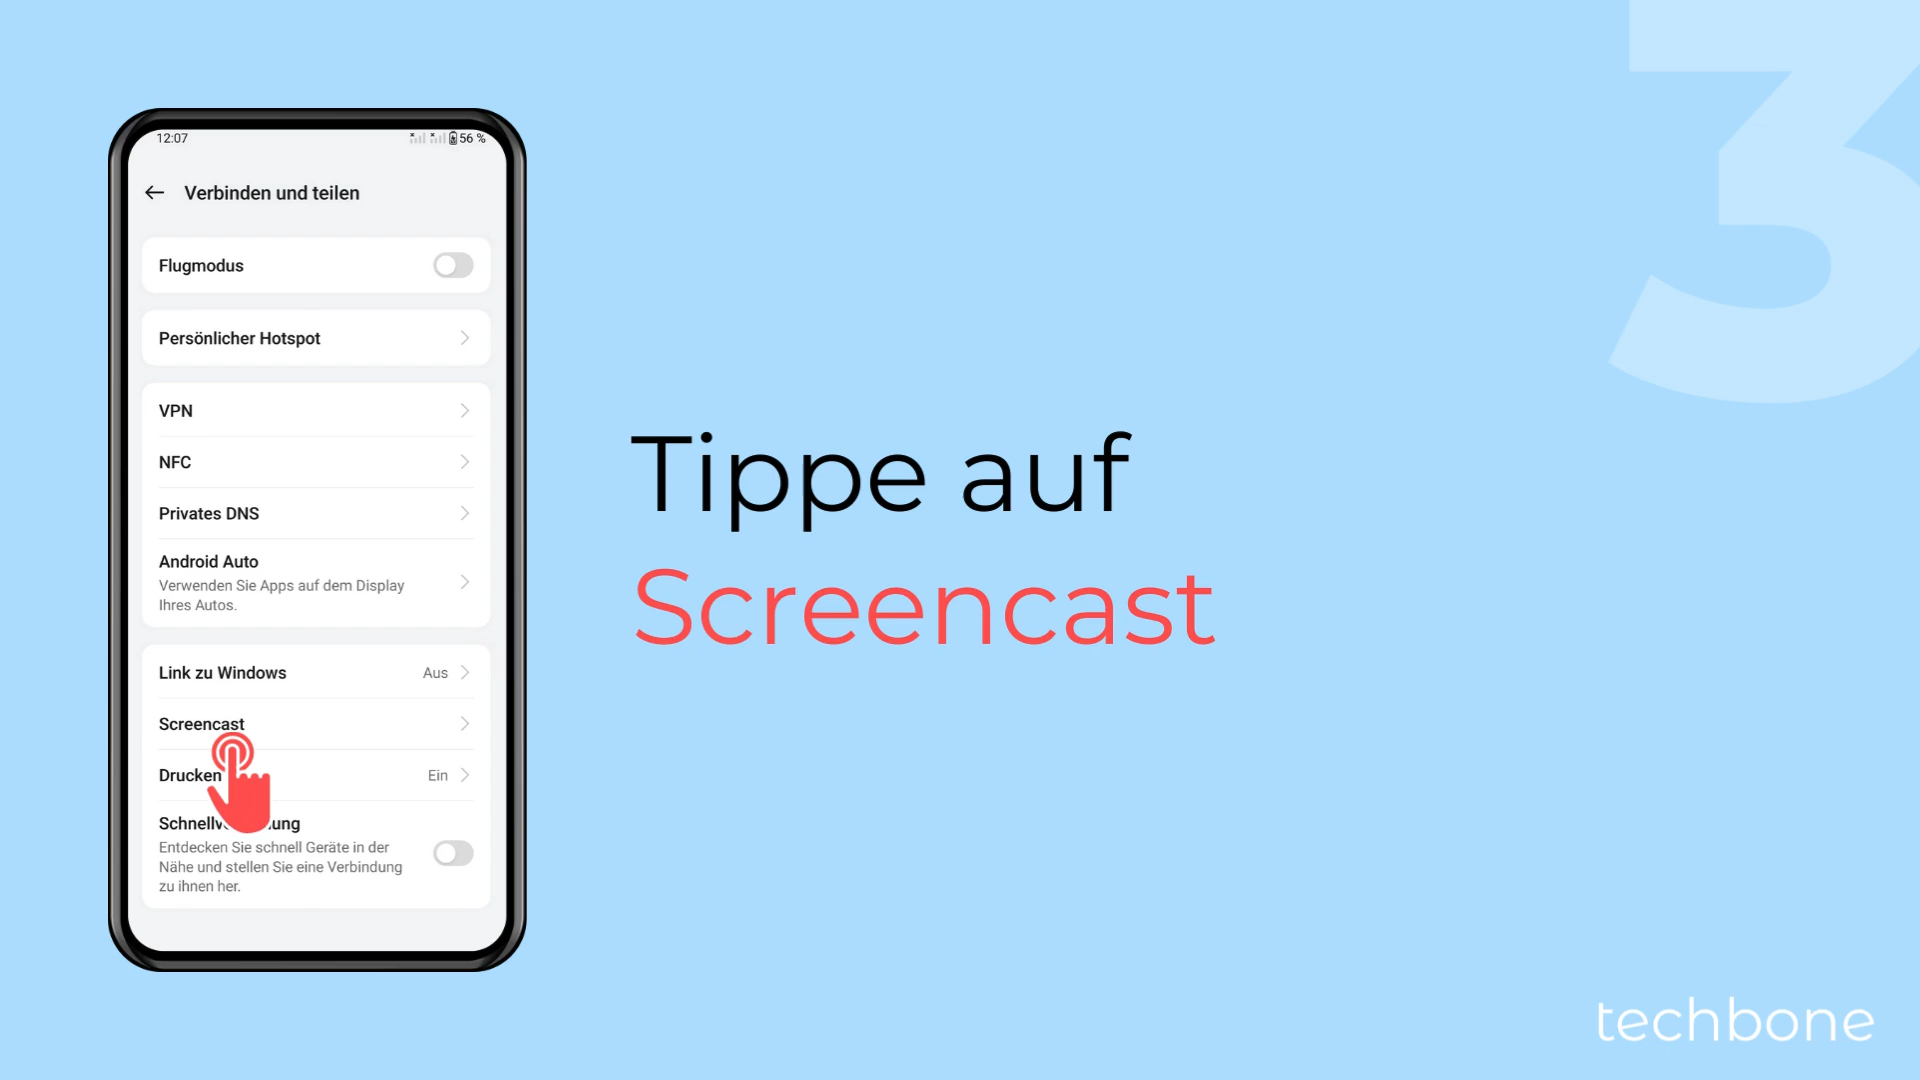 3
12:07
56 %
Verbinden und teilen
Flugmodus
Persönlicher Hotspot
VPN
NFC
Privates DNS
Android Auto
Verwenden Sie Apps auf dem Display
Ihres Autos.
Link zu Windows Aus
Screencast
Drucken Ein
Entdecken Sie schnell Geräte in der
Nähe und stellen Sie eine Verbindung
zu ihnen her.
Tippe auf
Screencast
techbone